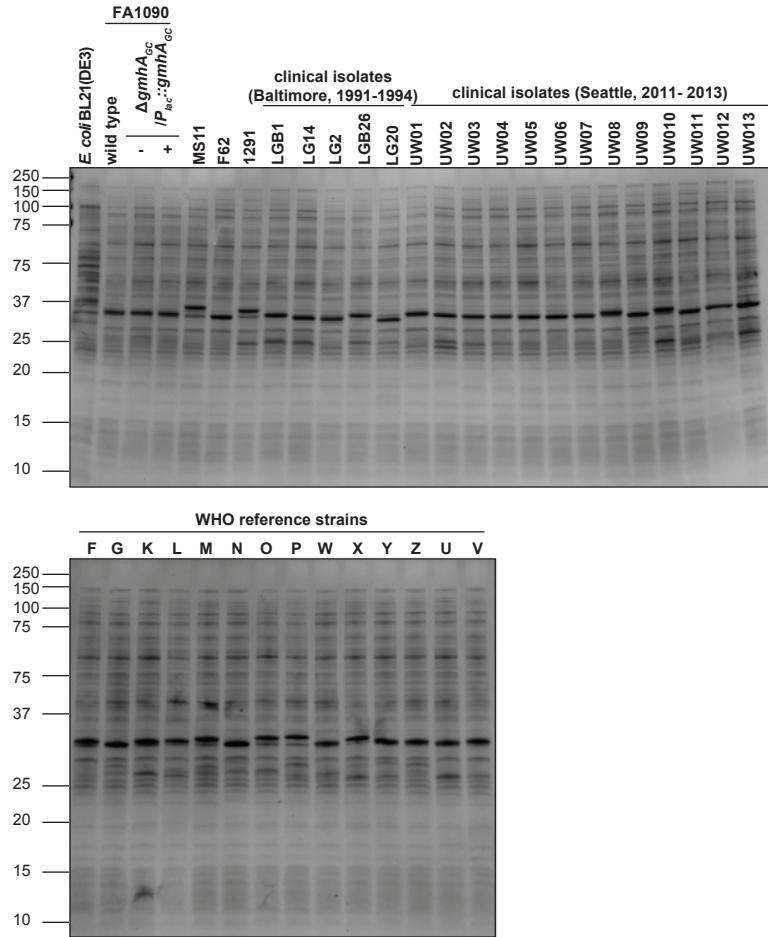 FA1090
E. coli BL21(DE3)
wild type
ΔgmhA_GC
/P_lac::gmhA_GC
- +
MS11
F62
1291
clinical isolates
(Baltimore, 1991-1994)
LGB1
LG14
LG2
LGB26
LG20
clinical isolates (Seattle, 2011- 2013)
UW01
UW02
UW03
UW04
UW05
UW06
UW07
UW08
UW09
UW010
UW011
UW012
UW013
250
150
100
75
75
37
25
20
15
10
WHO reference strains
F G K L M N O P W X Y Z U V
250
150
100
75
75
37
25
20
15
10